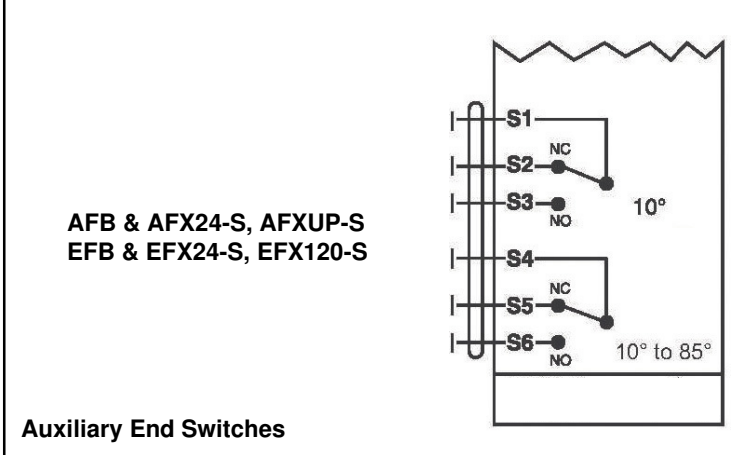 S1
NC
S2
S3
NO
10°
AFB & AFX24-S, AFXUP-S
EFB & EFX24-S, EFX120-S
S4
NC
S5
S6
NO
10° to 85°
Auxiliary End Switches